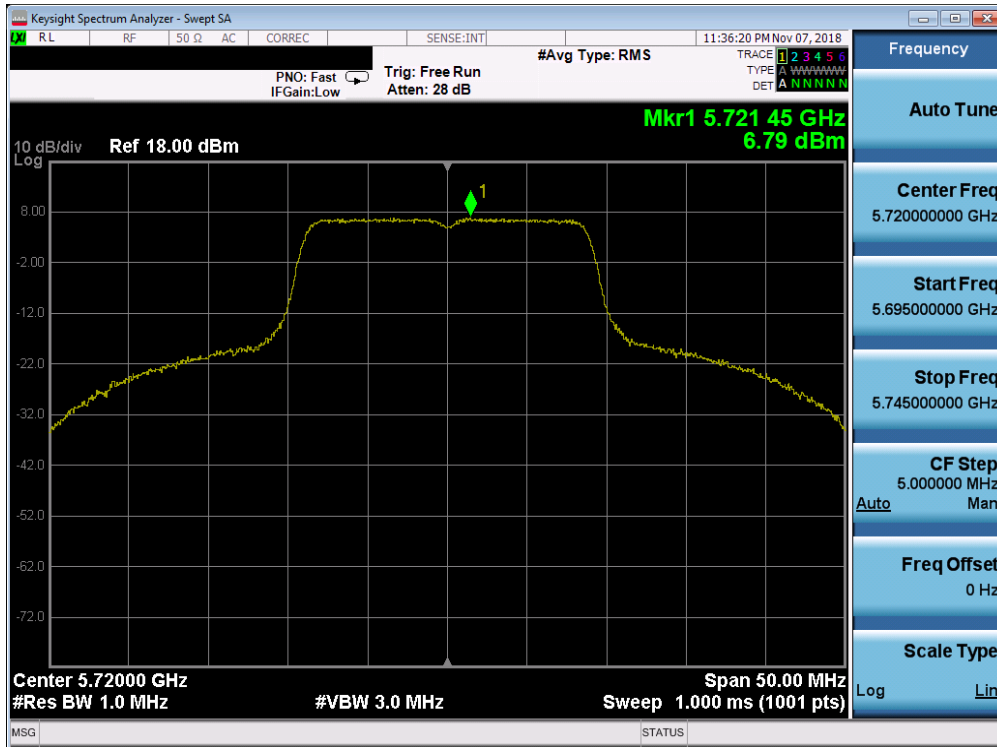 Keysight Spectrum Analyzer - Swept SA
LXI RL RF 50 Ω AC CORREC SENSE:INT 11:36:20 PM Nov 07, 2018
#Avg Type: RMS
TRACE 1 2 3 4 5 6
PNO: Fast Trig: Free Run
TYPE A WWWWW
IFGain:Low Atten: 28 dB
DET A N N N N N
Mkr1 5.721 45 GHz
6.79 dBm
10 dB/div Ref 18.00 dBm
Log
1
8.00
-2.00
-12.0
-22.0
-32.0
-42.0
-52.0
-62.0
-72.0
Center 5.72000 GHz Span 50.00 MHz
#Res BW 1.0 MHz #VBW 3.0 MHz Sweep 1.000 ms (1001 pts)
MSG STATUS
Frequency
Auto Tune
Center Freq
5.720000000 GHz
Start Freq
5.695000000 GHz
Stop Freq
5.745000000 GHz
CF Step
5.000000 MHz
Auto Man
Freq Offset
0 Hz
Scale Type
Log Lin